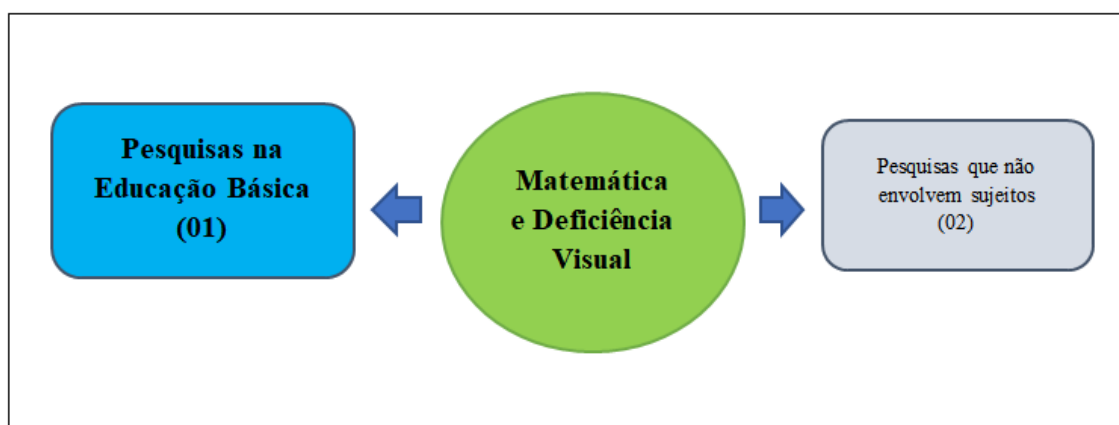 Pesquisas na
Educação Básica
(01)
Matemática
e Deficiência
Visual
Pesquisas que não
envolvem sujeitos
(02)